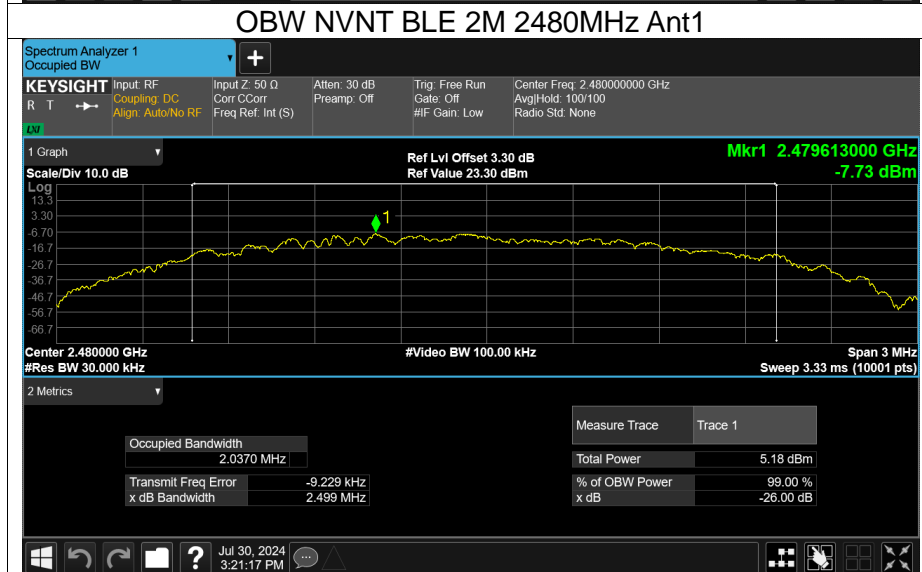 OBW NVNT BLE 2M 2480MHz Ant1
Spectrum Analyzer 1
Occupied BW
+
KEYSIGHT
R T
LXI
Input: RF
Coupling: DC
Align: Auto/No RF
Input Z: 50 Ω
Corr CCorr
Freq Ref: Int (S)
Atten: 30 dB
Preamp: Off
Trig: Free Run
Gate: Off
#IF Gain: Low
Center Freq: 2.480000000 GHz
Avg|Hold: 100/100
Radio Std: None
1 Graph
Scale/Div 10.0 dB
Ref Lvl Offset 3.30 dB
Ref Value 23.30 dBm
Mkr1 2.479613000 GHz
-7.73 dBm
Log
13.3
3.30
-6.70
-16.7
-26.7
-36.7
-46.7
-56.7
-66.7
1
Center 2.480000 GHz
#Res BW 30.000 kHz
#Video BW 100.00 kHz
Span 3 MHz
Sweep 3.33 ms (10001 pts)
2 Metrics
Occupied Bandwidth
2.0370 MHz
Transmit Freq Error -9.229 kHz
x dB Bandwidth 2.499 MHz
Measure Trace Trace 1
Total Power 5.18 dBm
% of OBW Power 99.00 %
x dB -26.00 dB
?
Jul 30, 2024
3:21:17 PM